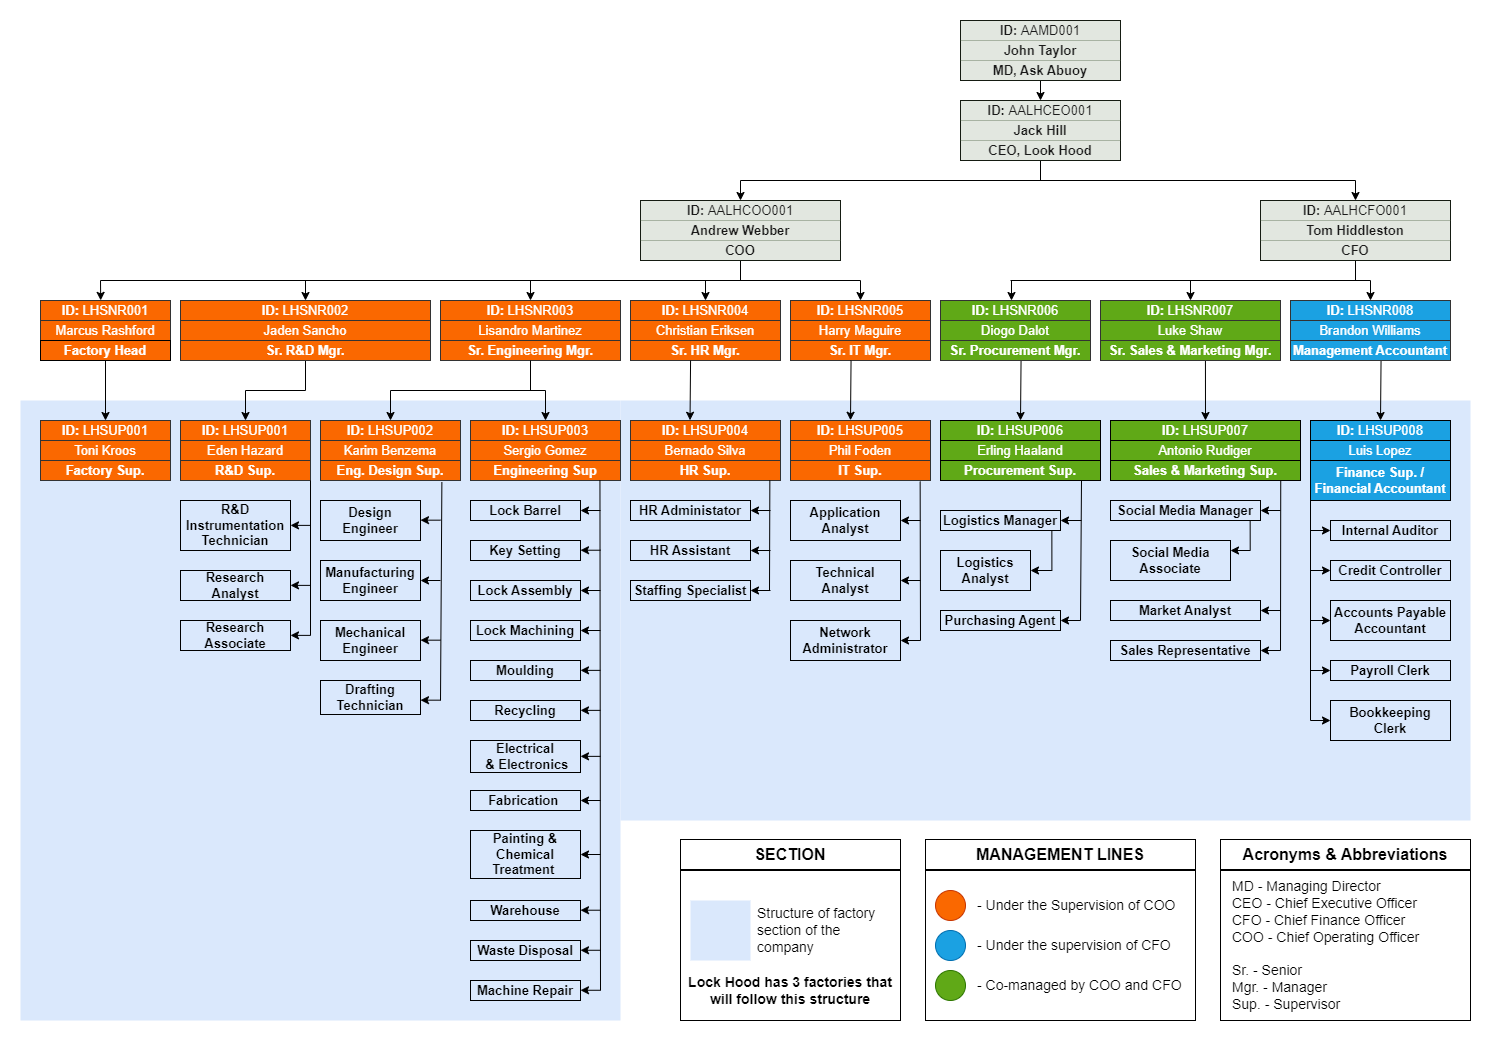 ID: AAMD001
John Taylor
MD, Ask Abuoy
ID: AALHCEO001
Jack Hill
CEO, Look Hood
ID: AALHCOO001
Andrew Webber
COO
ID: AALHCFO001
Tom Hiddleston
CFO
ID: LHSNR001
Marcus Rashford
Factory Head
ID: LHSNR002
Jaden Sancho
Sr. R&D Mgr.
ID: LHSNR003
Lisandro Martinez
Sr. Engineering Mgr.
ID: LHSNR004
Christian Eriksen
Sr. HR Mgr.
ID: LHSNR005
Harry Maguire
Sr. IT Mgr.
ID: LHSNR006
Diogo Dalot
Sr. Procurement Mgr.
ID: LHSNR007
Luke Shaw
Sr. Sales & Marketing Mgr.
ID: LHSNR008
Brandon Williams
Management Accountant
ID: LHSUP001
Toni Kroos
Factory Sup.
ID: LHSUP001
Eden Hazard
R&D Sup.
ID: LHSUP002
Karim Benzema
Eng. Design Sup.
ID: LHSUP003
Sergio Gomez
Engineering Sup
ID: LHSUP004
Bernado Silva
HR Sup.
ID: LHSUP005
Phil Foden
IT Sup.
ID: LHSUP006
Erling Haaland
Procurement Sup.
ID: LHSUP007
Antonio Rudiger
Sales & Marketing Sup.
ID: LHSUP008
Luis Lopez
Finance Sup. /
Financial Accountant
R&D
Instrumentation
Technician
Research
Analyst
Research
Associate
Design
Engineer
Manufacturing
Engineer
Mechanical
Engineer
Drafting
Technician
Lock Barrel
Key Setting
Lock Assembly
Lock Machining
Moulding
Recycling
Electrical
& Electronics
Fabrication
Painting &
Chemical
Treatment
Warehouse
Waste Disposal
Machine Repair
HR Administator
HR Assistant
Staffing Specialist
Application
Analyst
Technical
Analyst
Network
Administrator
Logistics Manager
Logistics
Analyst
Purchasing Agent
Social Media Manager
Social Media
Associate
Market Analyst
Sales Representative
Internal Auditor
Credit Controller
Accounts Payable
Accountant
Payroll Clerk
Bookkeeping
Clerk
SECTION
Structure of factory
section of the
company
Lock Hood has 3 factories that
will follow this structure
MANAGEMENT LINES
- Under the Supervision of COO
- Under the supervision of CFO
- Co-managed by COO and CFO
Acronyms & Abbreviations
MD - Managing Director
CEO - Chief Executive Officer
CFO - Chief Finance Officer
COO - Chief Operating Officer
Sr. - Senior
Mgr. - Manager
Sup. - Supervisor